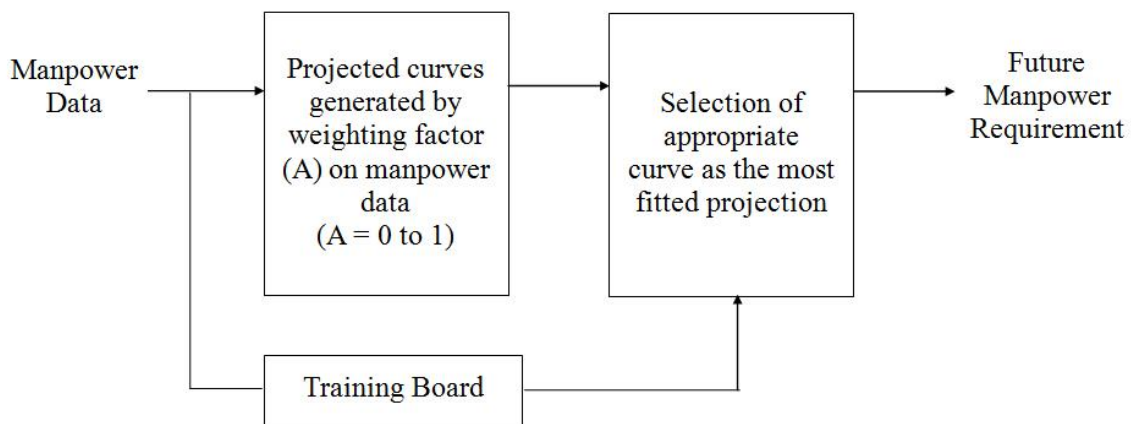 Manpower
Data
Projected curves
generated by
weighting factor
(A) on manpower
data
(A = 0 to 1)
Selection of
appropriate
curve as the most
fitted projection
Future
Manpower
Requirement
Training Board